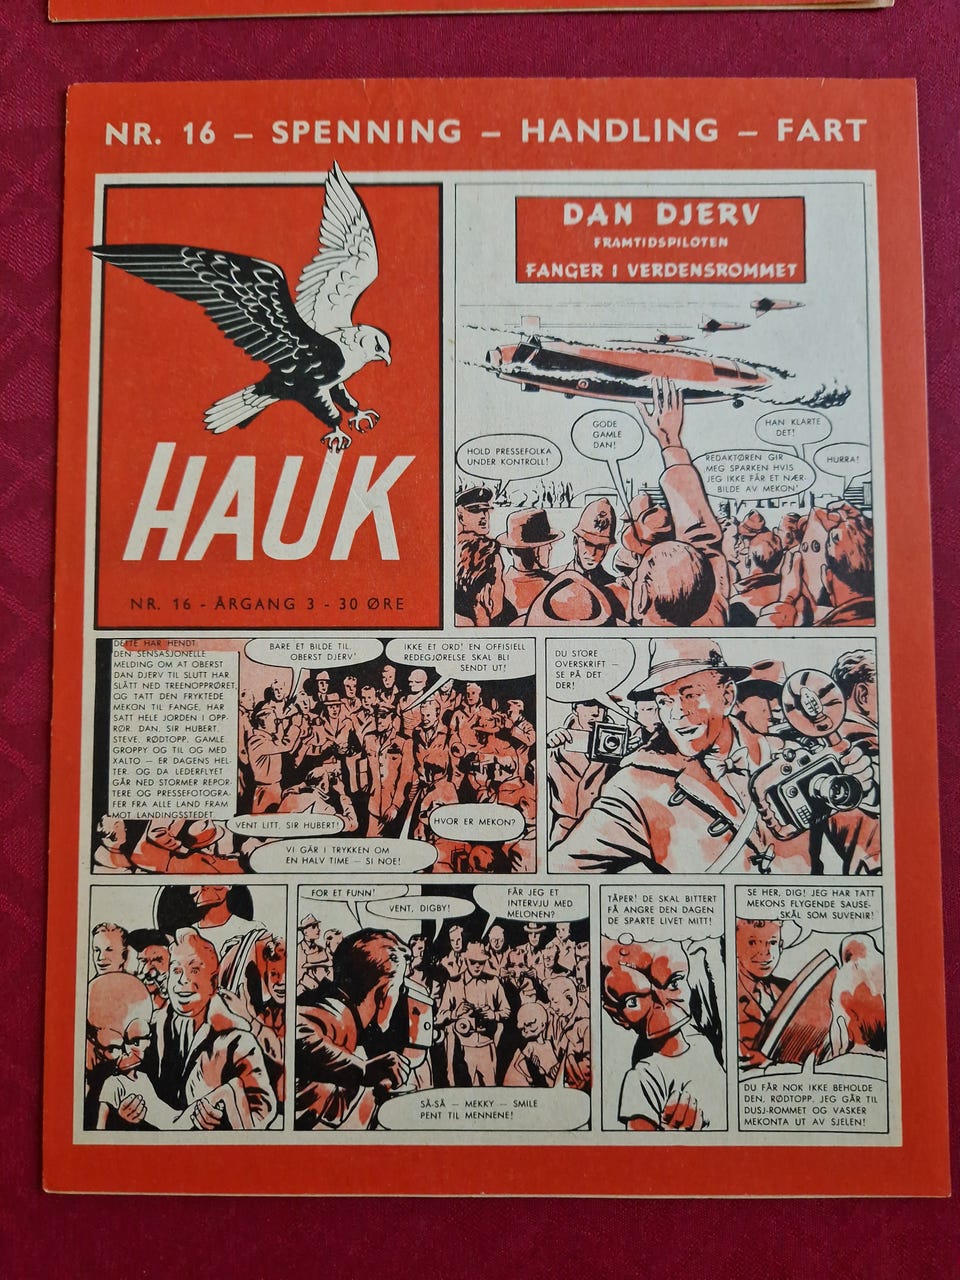 NR. 16 – SPENNING – HANDLING – FART
HAUK
NR. 16 - ÅRGANG 3 - 30 ØRE
DAN DJERV
FRAMTIDSPILOTEN
FANGER I VERDENSROMMET
HOLD PRESSEFOLKA
UNDER KONTROLL!
GODE
GAMLE
DAN!
REDAKTØREN GIR
MEG SPARKEN HVIS
JEG IKKE FÅR ET NÆR-
BILDE AV MEKON!
HAN KLARTE
DET!
HURRA!
DETTE HAR HENDT:
DEN SENSASJONELLE
MELDING OM AT OBERST
DAN DJERV TIL SLUTT HAR
SLÅTT NED TREENOPPRØRET,
OG TATT DEN FRYKTEDE
MEKON TIL FANGE, HAR
SATT HELE JORDEN I OPP-
RØR. DAN, SIR HUBERT,
STEVE, RØDTOPP, GAMLE
GROPPY OG TIL OG MED
XALTO — ER DAGENS HEL-
TER. OG DA LEDERFLYET
GÅR NED STORMER REPOR-
TERE OG PRESSEFOTOGRA-
FER FRA ALLE LAND FRAM
MOT LANDINGSSTEDET.
BARE ET BILDE TIL,
OBERST DJERV!
IKKE ET ORD! EN OFFISIELL
REDEGJØRELSE SKAL BLI
SENDT UT!
VENT LITT, SIR HUBERT!
HVOR ER MEKON?
VI GÅR I TRYKKEN OM
EN HALV TIME — SI NOE!
DU STORE
OVERSKRIFT —
SE PÅ DET
DER!
FOR ET FUNN!
VENT, DIGBY!
FÅR JEG ET
INTERVJU MED
MELONEN?
SÅ-SÅ — MEKKY — SMILE
PENT TIL MENNENE!
TÅPER! DE SKAL BITTERT
FÅ ANGRE DEN DAGEN
DE SPARTE LIVET MITT!
SE HER, DIG! JEG HAR TATT
MEKONS FLYGENDE SAUSE-
SKÅL SOM SUVENIR!
DU FÅR NOK IKKE BEHOLDE
DEN, RØDTOPP. JEG GÅR TIL
DUSJ-ROMMET OG VASKER
MEKONTA UT AV SJELEN!